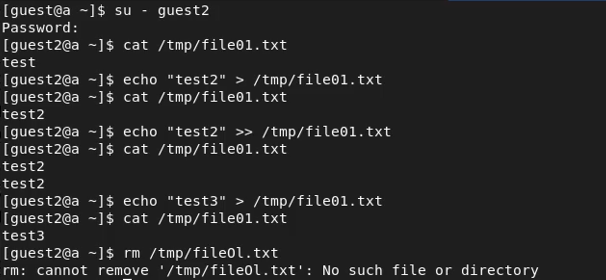 [guest@a ~]$ su - guest2
Password:
[guest2@a ~]$ cat /tmp/file01.txt
test
[guest2@a ~]$ echo "test2" > /tmp/file01.txt
[guest2@a ~]$ cat /tmp/file01.txt
test2
[guest2@a ~]$ echo "test2" >> /tmp/file01.txt
[guest2@a ~]$ cat /tmp/file01.txt
test2
test2
[guest2@a ~]$ echo "test3" > /tmp/file01.txt
[guest2@a ~]$ cat /tmp/file01.txt
test3
[guest2@a ~]$ rm /tmp/fileOl.txt
rm: cannot remove '/tmp/fileOl.txt': No such file or directory